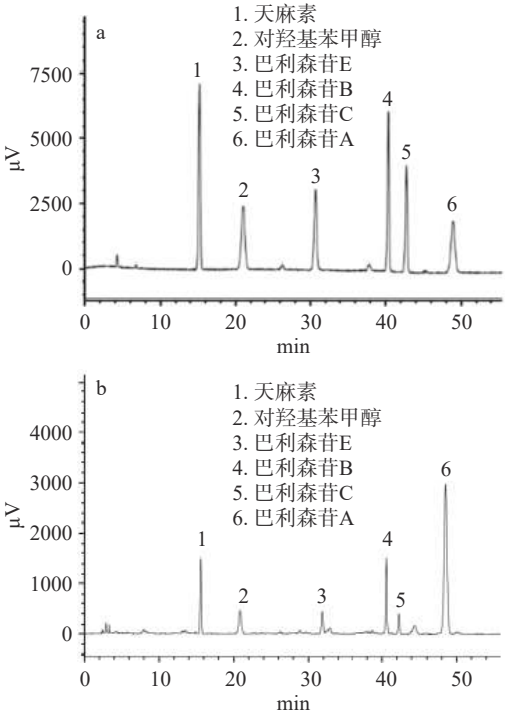 a
1. 天麻素
2. 对羟基苯甲醇
3. 巴利森苷E
4. 巴利森苷B
5. 巴利森苷C
6. 巴利森苷A
7500
5000
2500
0
μV
1
2
3
4
5
6
0 10 20 30 40 50
min
b
1. 天麻素
2. 对羟基苯甲醇
3. 巴利森苷E
4. 巴利森苷B
5. 巴利森苷C
6. 巴利森苷A
4000
3000
2000
1000
0
μV
1
2
3
4
5
6
0 10 20 30 40 50
min